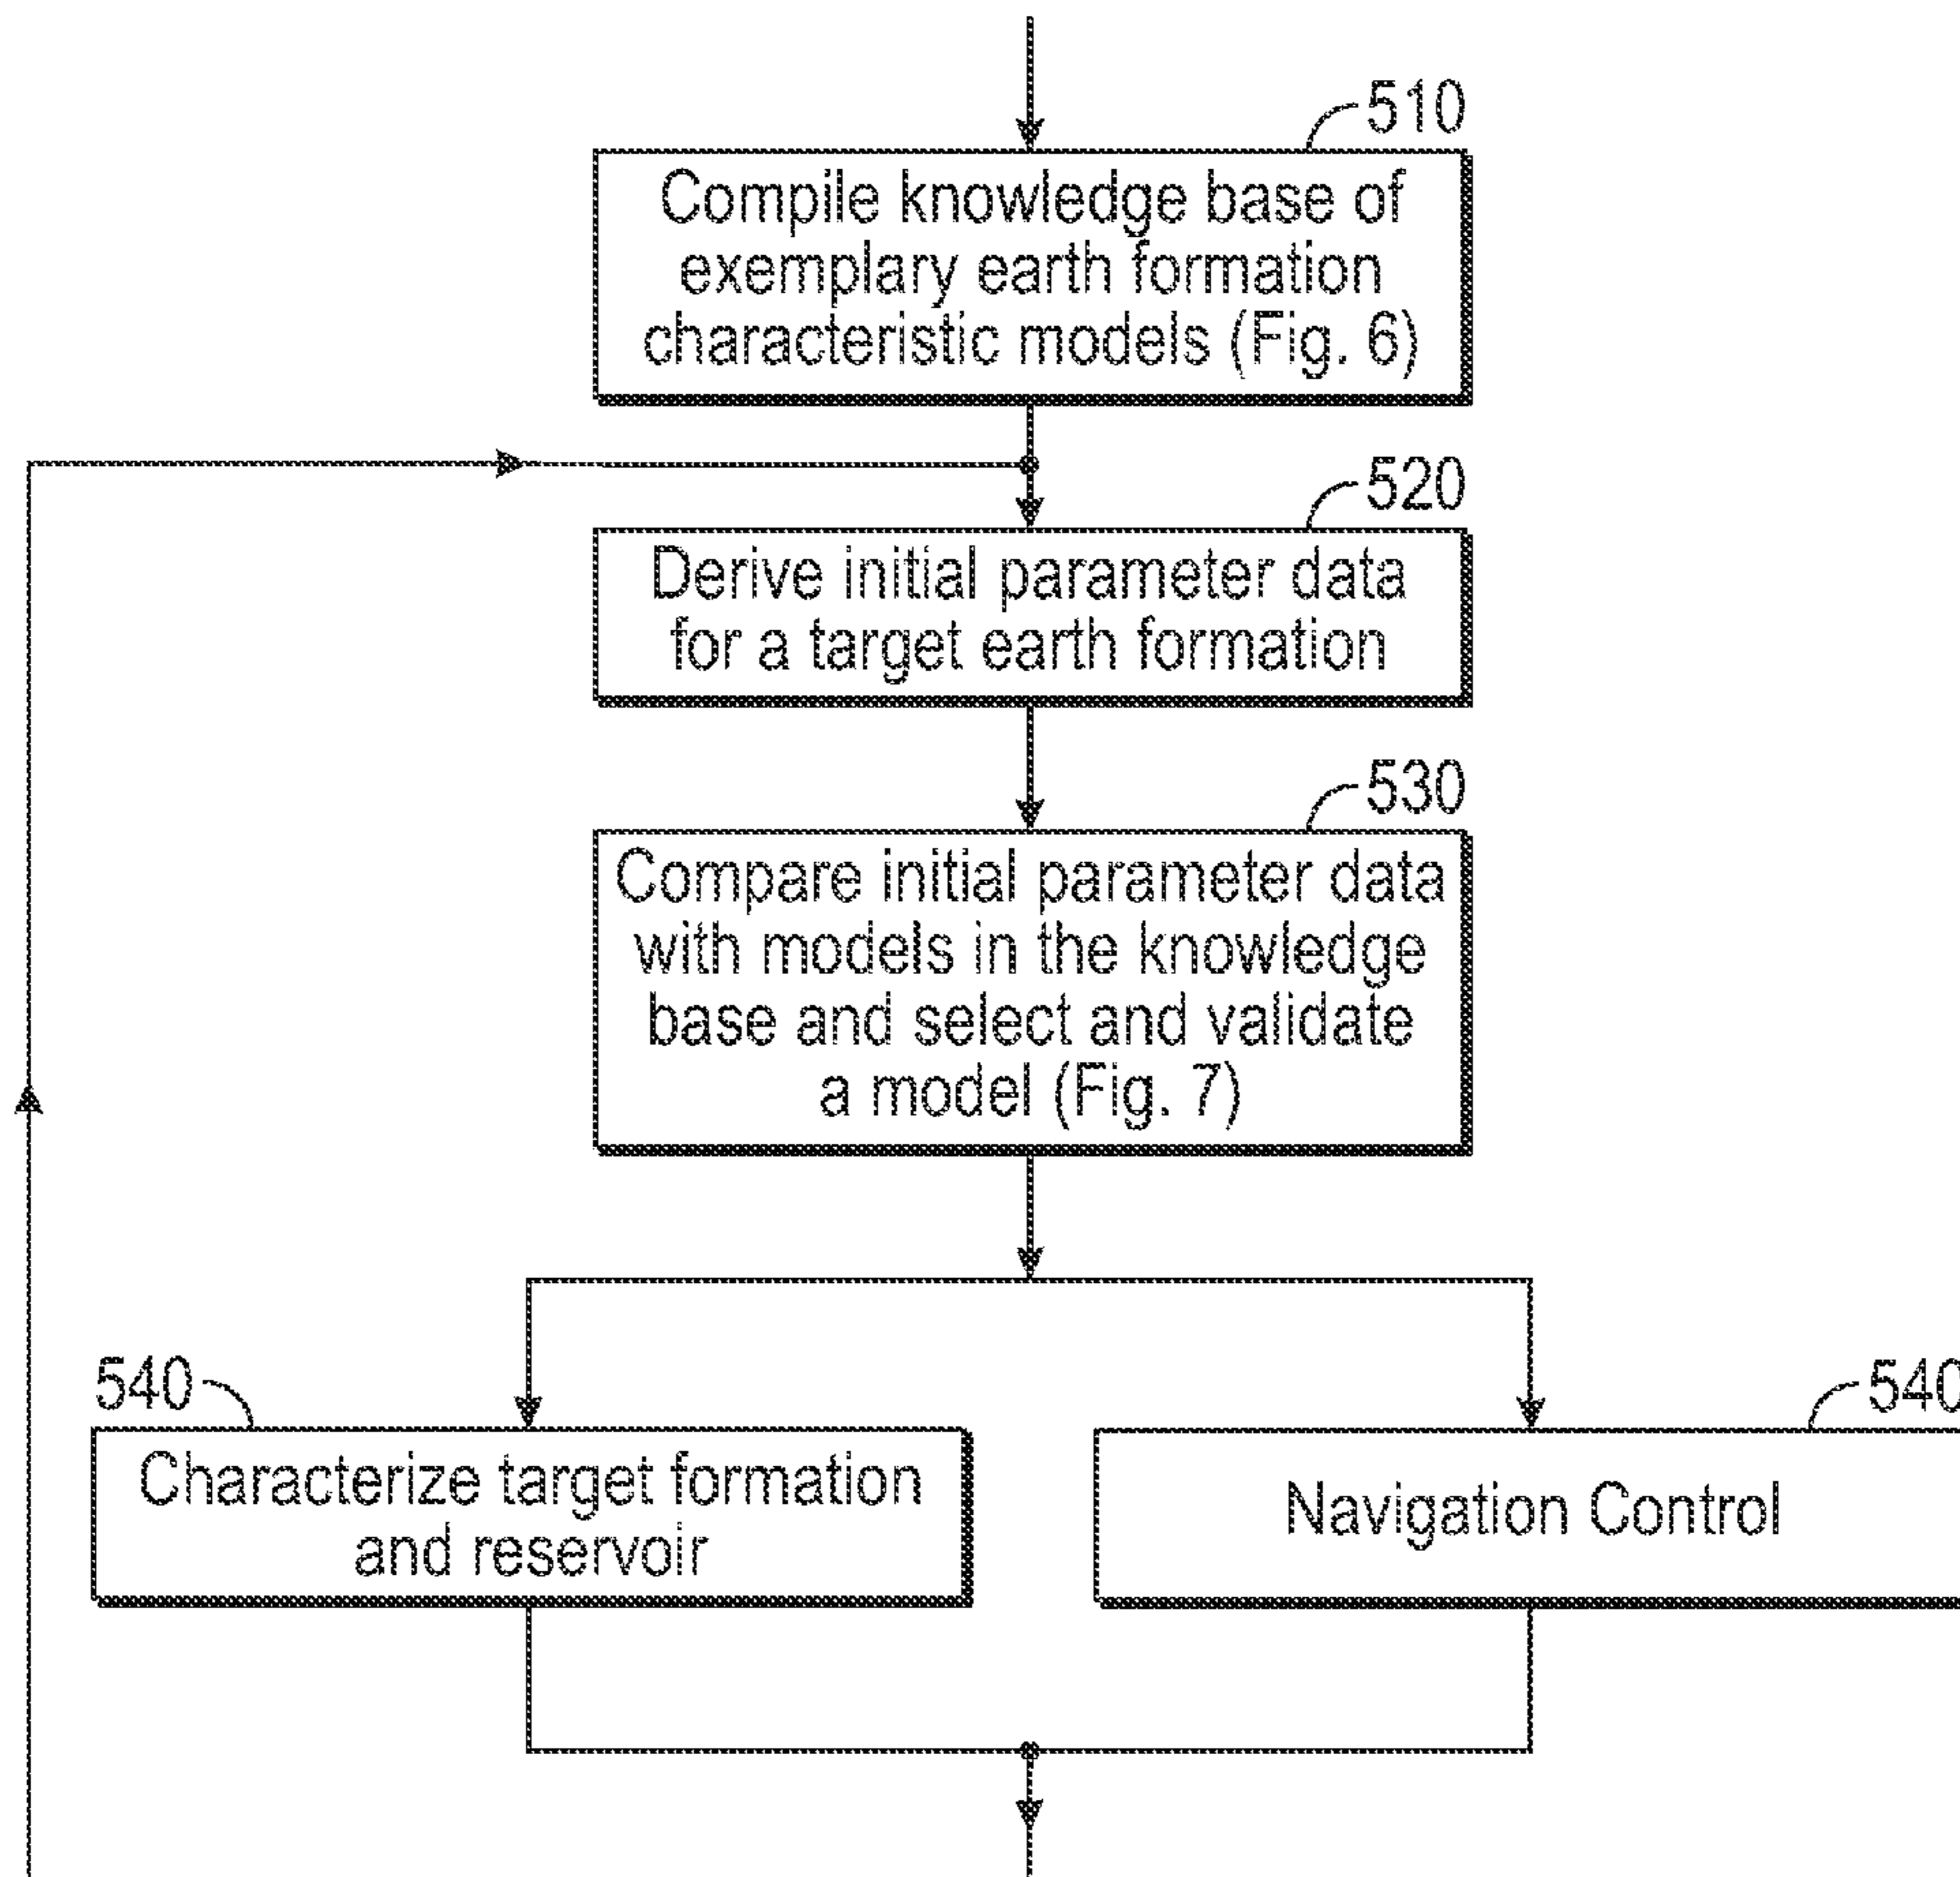 510
Compile knowledge base of
exemplary earth formation
characteristic models (Fig. 6)
520
Derive initial parameter data
for a target earth formation
530
Compare initial parameter data
with models in the knowledge
base and select and validate
a model (Fig. 7)
540
Characterize target formation
and reservoir
540
Navigation Control